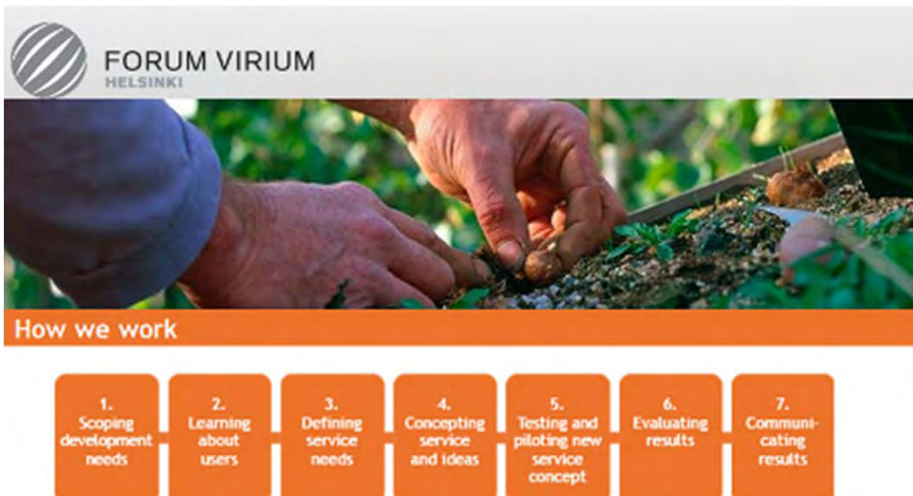 FORUM VIRIUM
HELSINKI
How we work
1.
Scoping
development
needs
2.
Learning
about
users
3.
Defining
service
needs
4.
Concepting
service
and ideas
5.
Testing and
piloting new
service
concept
6.
Evaluating
results
7.
Communi-
cating
results